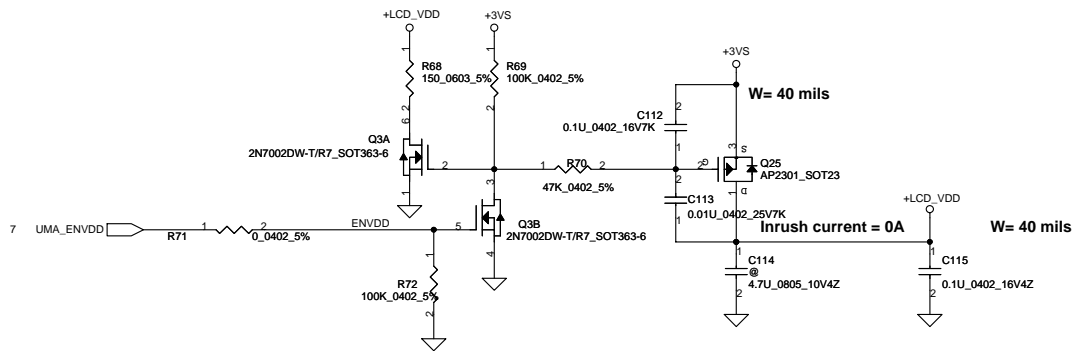 +LCD_VDD
+3VS
1
R68
150_0603_5%
2
1
R69
100K_0402_5%
2
+3VS
W= 40 mils
C112
0.1U_0402_16V7K
2
1
Q3A
2N7002DW-T/R7_SOT363-6
6
2
1
1
R70
2
47K_0402_5%
2
G
3
S
Q25
AP2301_SOT23
1
D
2
C113
0.01U_0402_25V7K
1
+LCD_VDD
Inrush current = 0A
W= 40 mils
7
UMA_ENVDD
1
R71
2
0_0402_5%
ENVDD
5
3
Q3B
2N7002DW-T/R7_SOT363-6
4
1
R72
100K_0402_5%
2
1
C114
@
4.7U_0805_10V4Z
2
1
C115
0.1U_0402_16V4Z
2